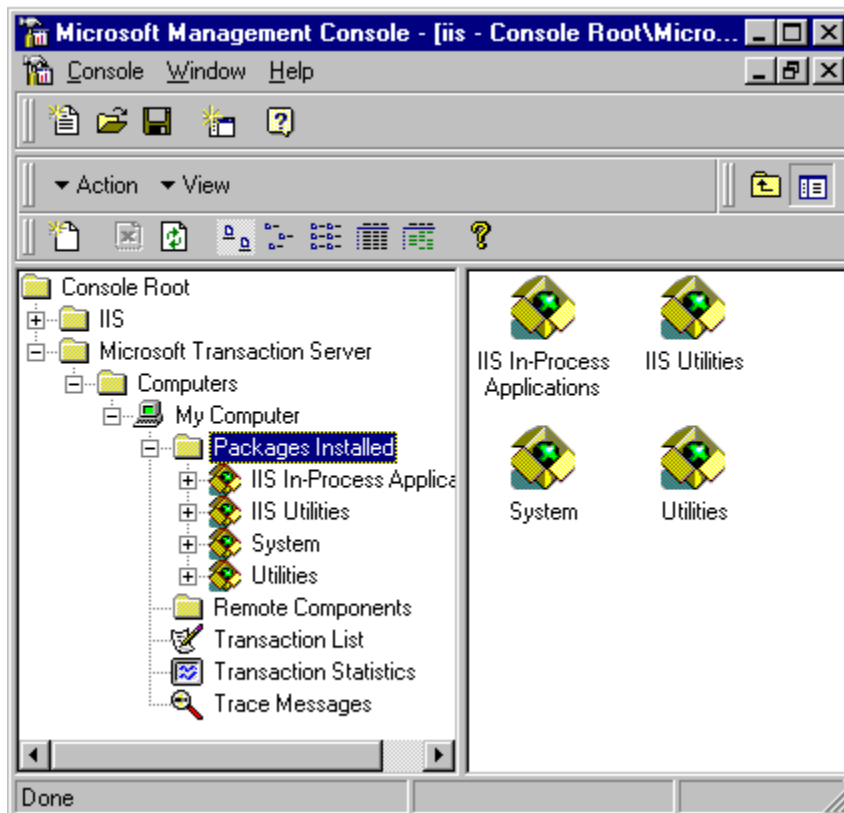 Microsoft Management Console - [iis - Console Root\Micro...
Console Window Help
Action View
Console Root
IIS
Microsoft Transaction Server
Computers
My Computer
Packages Installed
IIS In-Process Applica
IIS Utilities
System
Utilities
Remote Components
Transaction List
Transaction Statistics
Trace Messages
IIS In-Process
Applications
IIS Utilities
System
Utilities
Done